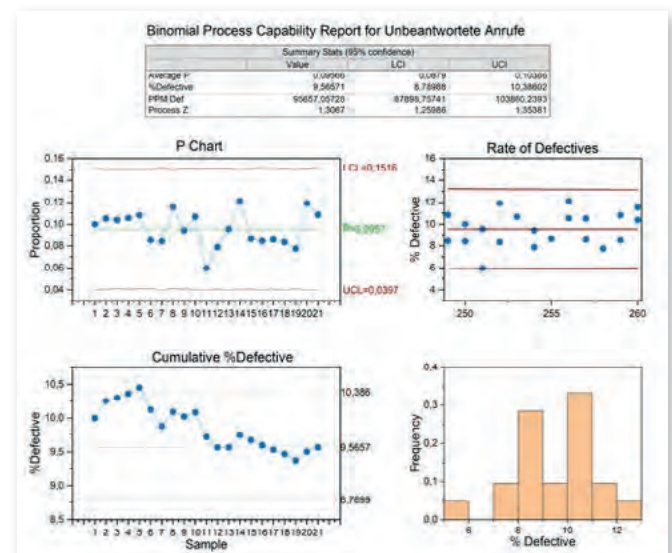 Binomial Process Capability Report for Unbeantwortete Anrufe
Summary Stats (95% confidence)
Value LCI UCI
Average P 0,09566 0,0879 0,10386
%Defective 9,56571 8,78988 10,38602
PPM Def 95657,05728 87898,75741 103860,2393
Process Z 1,3067 1,25986 1,35381
P Chart
0,16
0,14
0,12
0,10
0,08
0,06
0,04
Proportion
LCL=0,1516
UCL=0,0397
1 2 3 4 5 6 7 8 9 10 11 12 13 14 15 16 17 18 19 20 21
Rate of Defectives
16
14
12
10
8
6
4
% Defective
250 255 260
Cumulative %Defective
10,5
10,0
9,5
9,0
8,5
%Defective
10,386
9,5657
8,7899
1 2 3 4 5 6 7 8 9 10 11 12 13 14 15 16 17 18 19 20 21
Sample
0,4
0,3
0,2
0,1
0,0
Frequency
6 8 10 12
% Defective